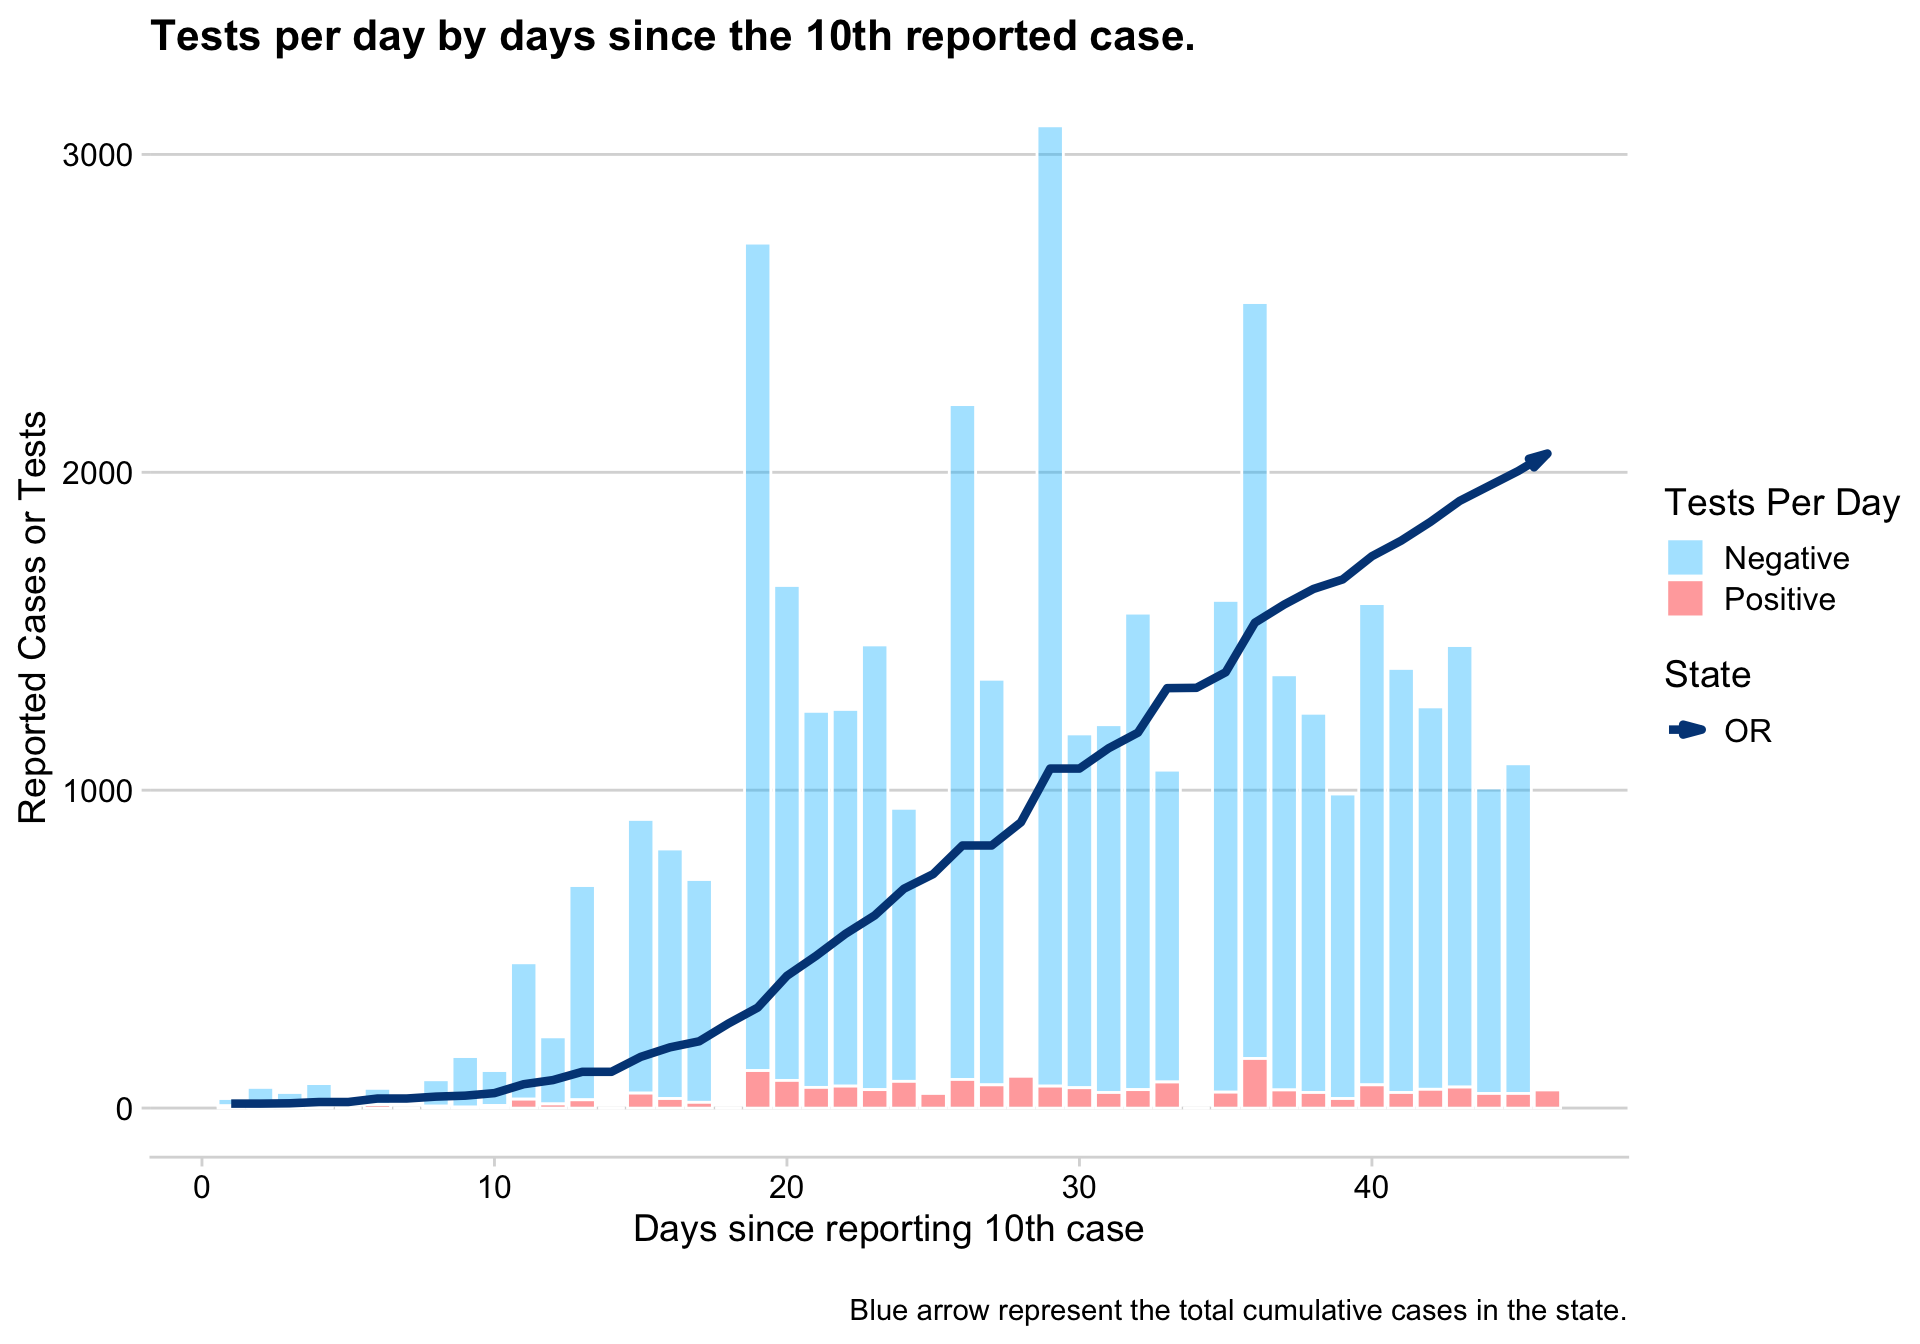 Tests per day by days since the 10th reported case.
Reported Cases or Tests
3000
2000
1000
0
0 10 20 30 40
Days since reporting 10th case
Tests Per Day
Negative
Positive
State
OR
Blue arrow represent the total cumulative cases in the state.